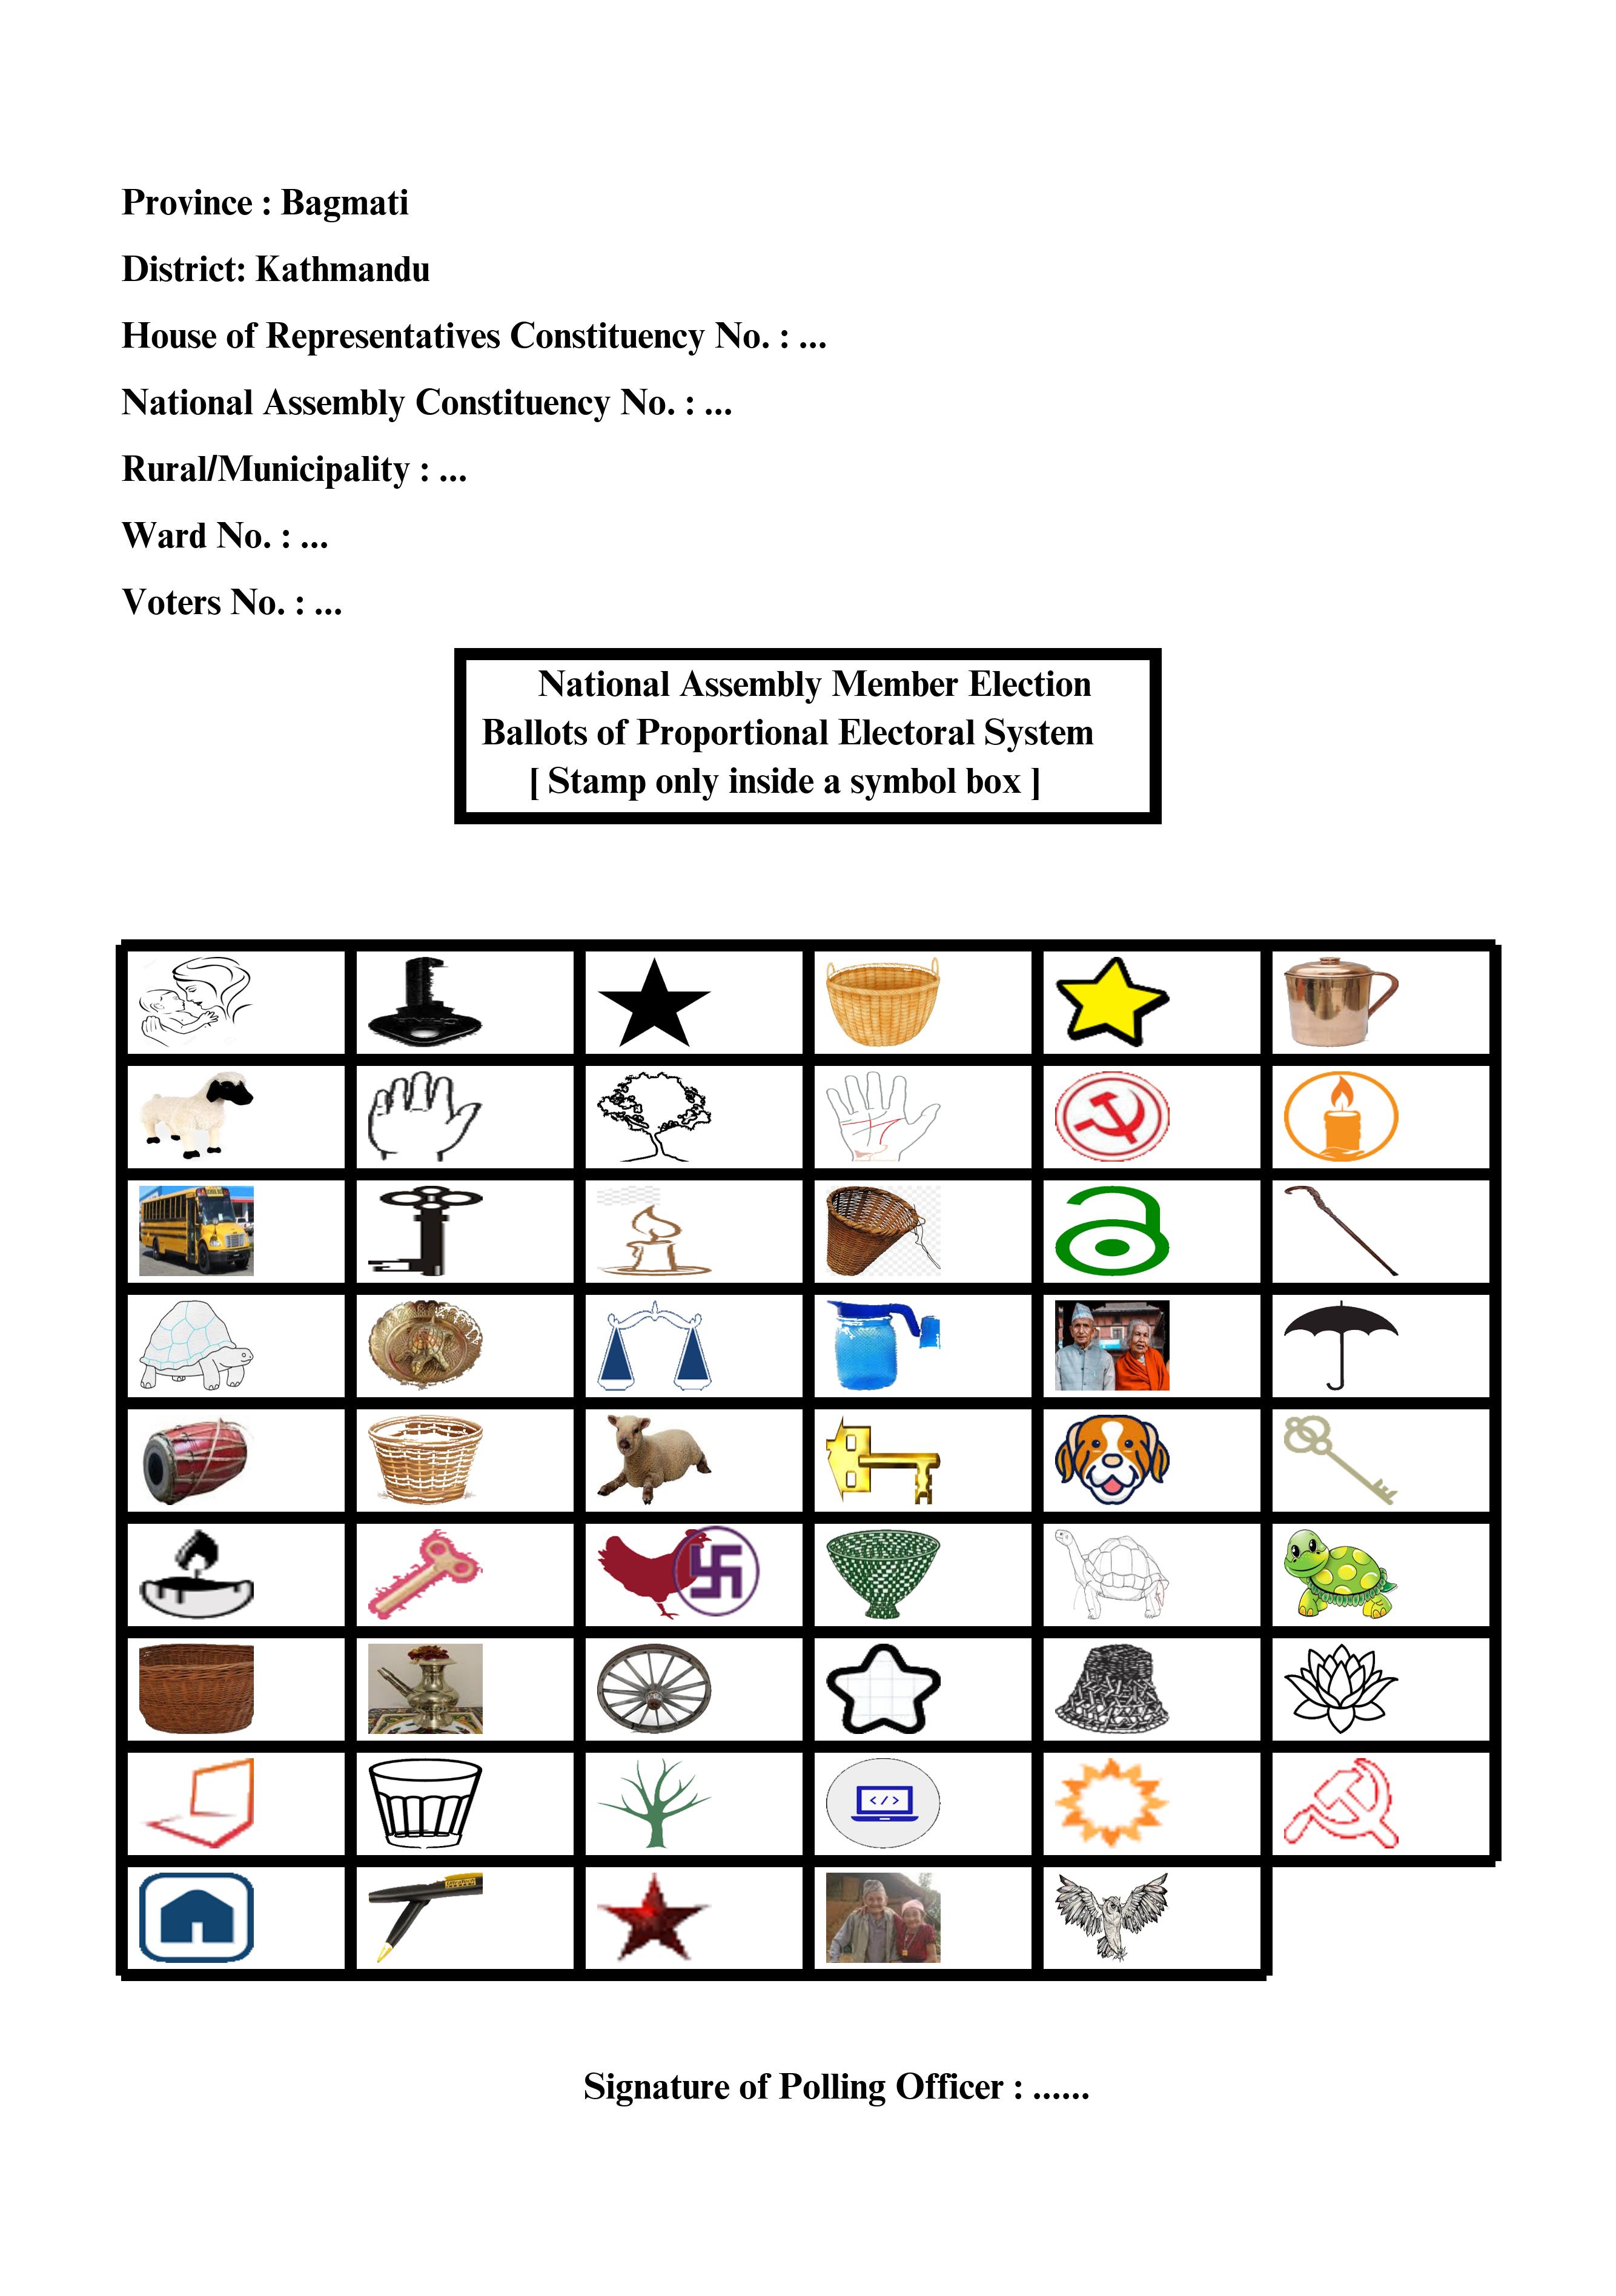 Province : Bagmati
District: Kathmandu
House of Representatives Constituency No. : ...
National Assembly Constituency No. : ...
Rural/Municipality : ...
Ward No. : ...
Voters No. : ...
National Assembly Member Election
Ballots of Proportional Electoral System
[ Stamp only inside a symbol box ]
Signature of Polling Officer : ......